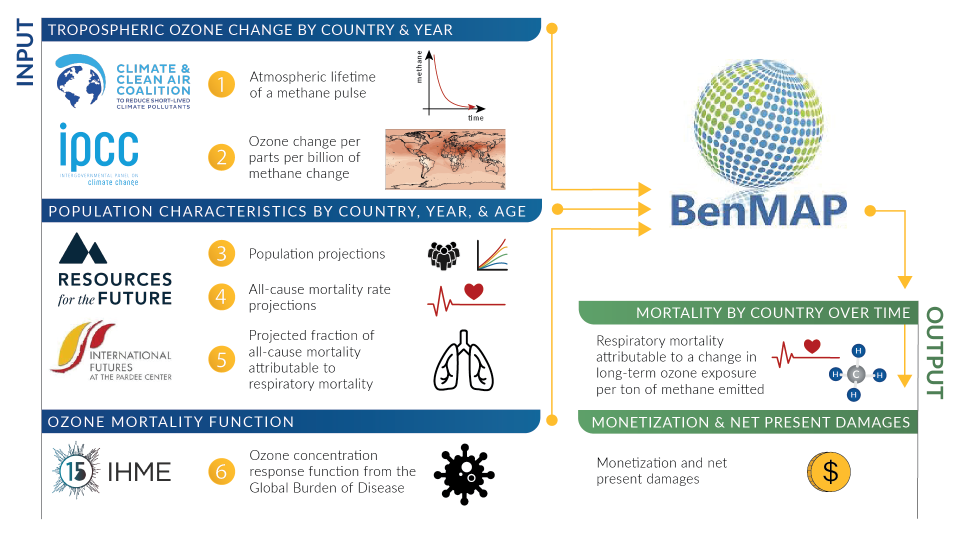 INPUT
TROPOSPHERIC OZONE CHANGE BY COUNTRY & YEAR
CLIMATE &
CLEAN AIR
COALITION
TO REDUCE SHORT-LIVED
CLIMATE POLLUTANTS
1
Atmospheric lifetime
of a methane pulse
methane
time
ipcc
INTERGOVERNMENTAL PANEL ON
climate change
2
Ozone change per
parts per billion of
methane change
BenMAP
POPULATION CHARACTERISTICS BY COUNTRY, YEAR, & AGE
RESOURCES
for the FUTURE
3
Population projections
4
All-cause mortality rate
projections
INTERNATIONAL
FUTURES
AT THE PARDEE CENTER
5
Projected fraction of
all-cause mortality
attributable to
respiratory mortality
OZONE MORTALITY FUNCTION
15
IHME
6
Ozone concentration
response function from the
Global Burden of Disease
OUTPUT
MORTALITY BY COUNTRY OVER TIME
Respiratory mortality
attributable to a change in
long-term ozone exposure
per ton of methane emitted
H
H
C
H
H
MONETIZATION & NET PRESENT DAMAGES
Monetization and net
present damages
$